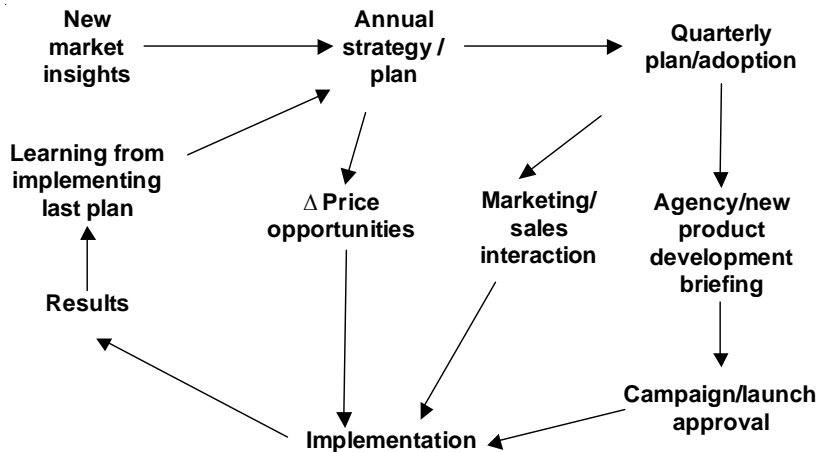 New
market
insights
Annual
strategy /
plan
Quarterly
plan/adoption
Learning from
implementing
last plan
Δ Price
opportunities
Marketing/
sales
interaction
Agency/new
product
development
briefing
Results
Campaign/launch
approval
Implementation